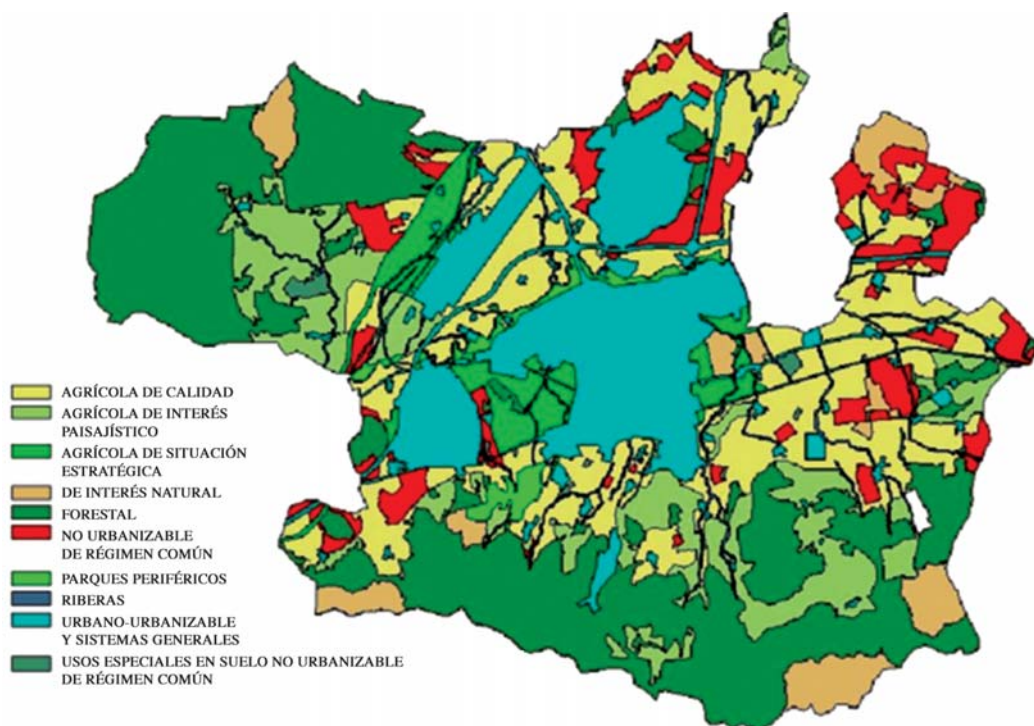 AGRÍCOLA DE CALIDAD
AGRÍCOLA DE INTERÉS
PAISAJÍSTICO
AGRÍCOLA DE SITUACIÓN
ESTRATÉGICA
DE INTERÉS NATURAL
FORESTAL
NO URBANIZABLE
DE RÉGIMEN COMÚN
PARQUES PERIFÉRICOS
RIBERAS
URBANO-URBANIZABLE
Y SISTEMAS GENERALES
USOS ESPECIALES EN SUELO NO URBANIZABLE
DE RÉGIMEN COMÚN